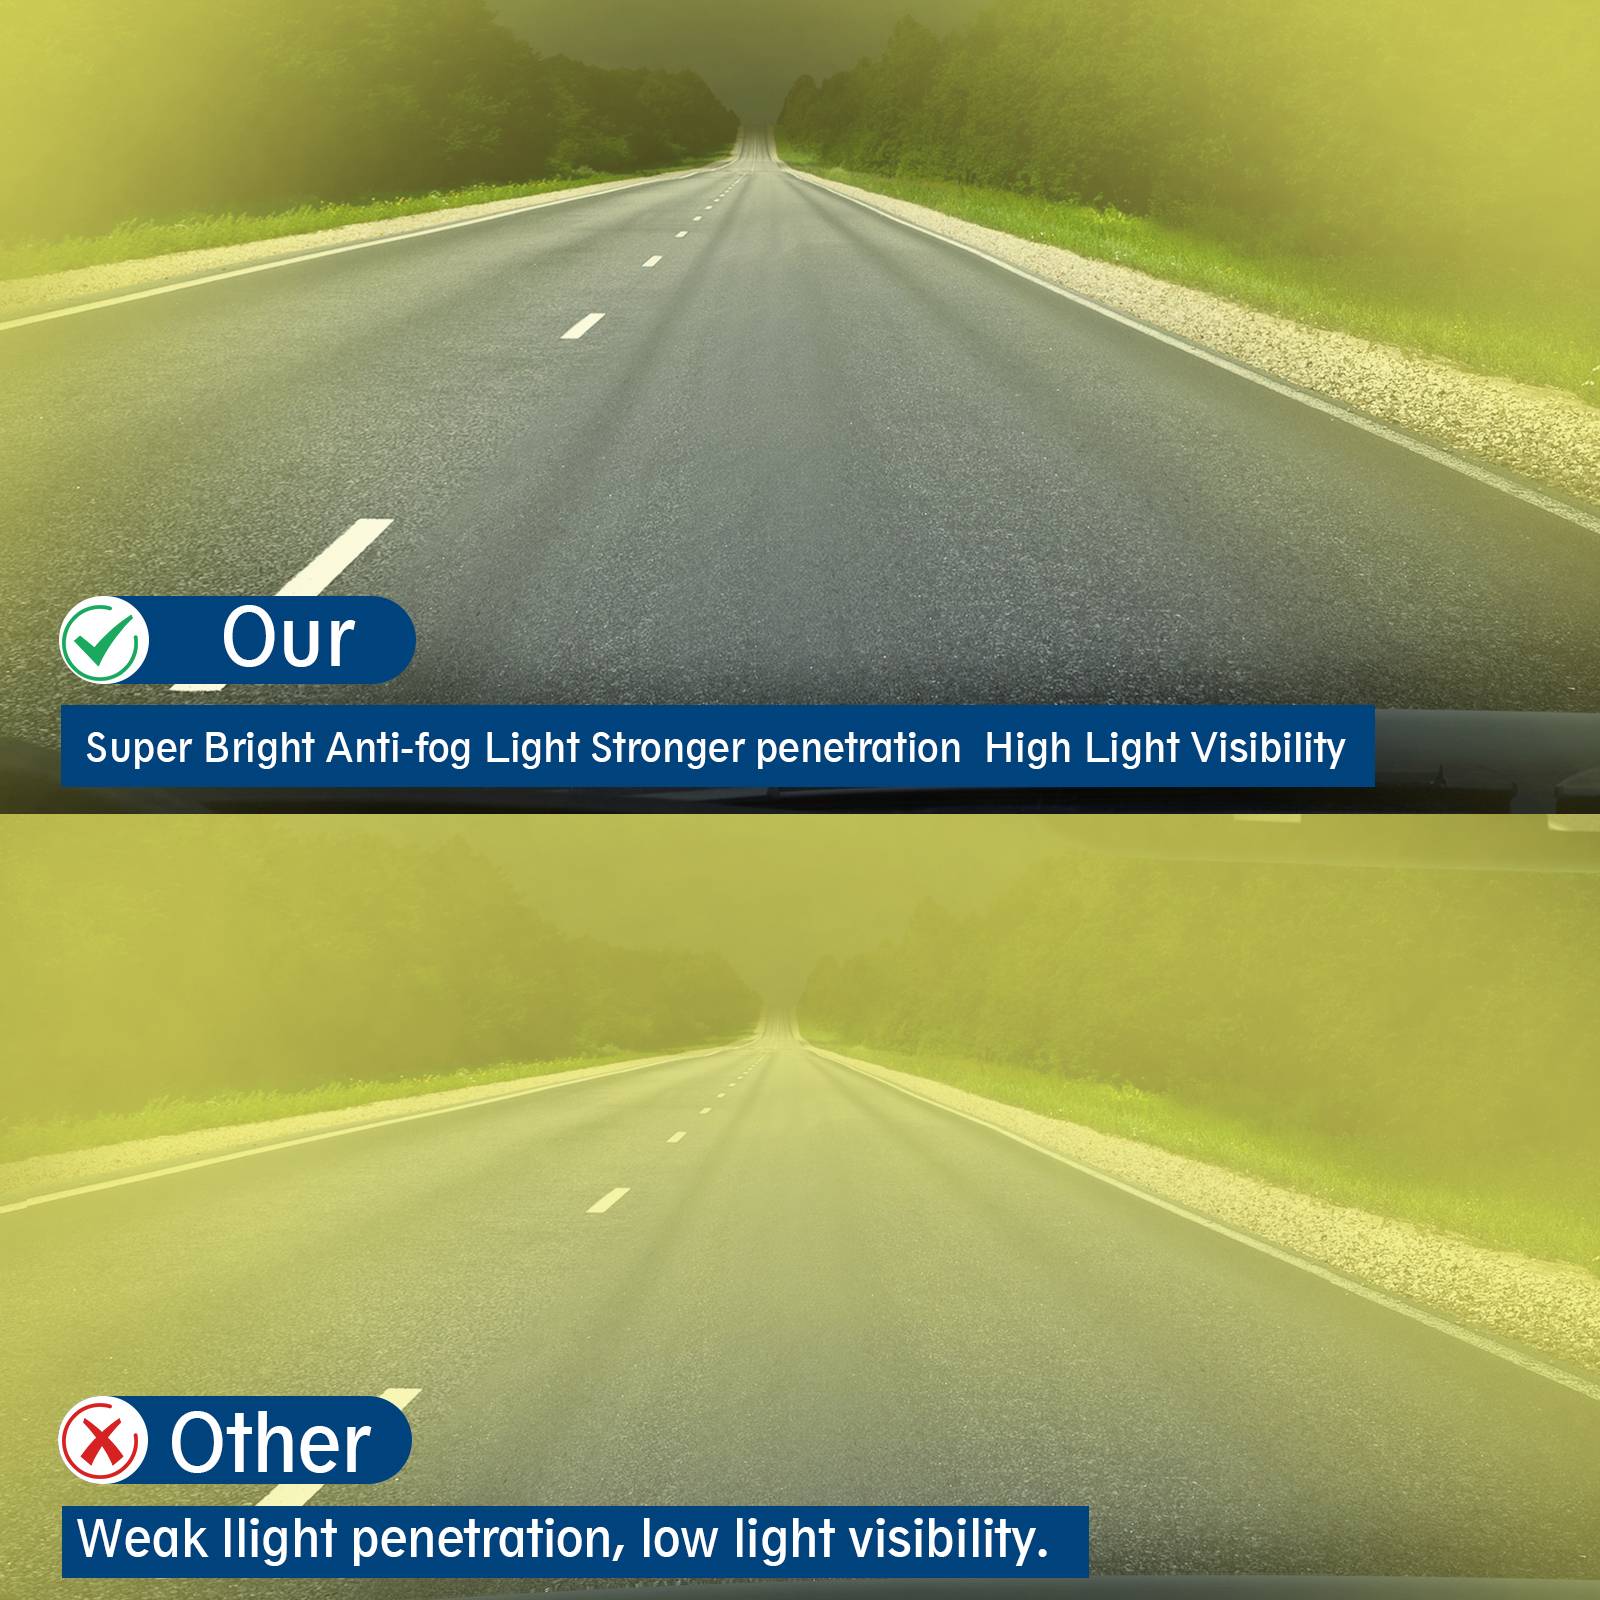 Our
Super Bright Anti-fog Light Stronger penetration  High Light Visibility
Other
Weak llight penetration, low light visibility.